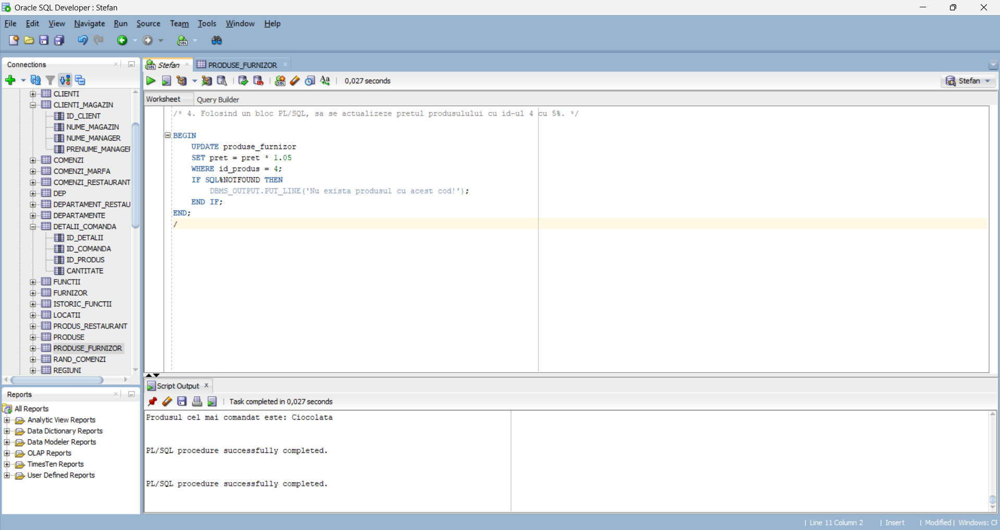 Oracle SQL Developer : Stefan
File Edit View Navigate Run Source Team Tools Window Help
Connections
CLIENTI
CLIENTI_MAGAZIN
ID_CLIENT
NUME_MAGAZIN
NUME_MANAGER
PRENUME_MANAGER
COMENZI
COMENZI_MARFA
COMENZI_RESTAURANT
DEP
DEPARTAMENT_RESTAU
DEPARTAMENTE
DETALII_COMANDA
ID_DETALII
ID_COMANDA
ID_PRODUS
CANTITATE
FUNCTII
FURNIZOR
ISTORIC_FUNCTII
LOCATII
PRODUS_RESTAURANT
PRODUSE
PRODUSE_FURNIZOR
RAND_COMENZI
REGIUNI
Reports
All Reports
Analytic View Reports
Data Dictionary Reports
Data Modeler Reports
OLAP Reports
TimesTen Reports
User Defined Reports
Stefan PRODUSE_FURNIZOR
0,027 seconds
Stefan
Worksheet Query Builder
/* 4. Folosind un bloc PL/SQL, sa se actualizeze pretul produsulului cu id-ul 4 cu 5%. */
BEGIN
UPDATE produse_furnizor
SET pret = pret * 1.05
WHERE id_produs = 4;
IF SQL%NOTFOUND THEN
DBMS_OUTPUT.PUT_LINE('Nu exista produsul cu acest cod!');
END IF;
END;
/
Script Output
Task completed in 0,027 seconds
Produsul cel mai comandat este: Ciocolata
PL/SQL procedure successfully completed.
PL/SQL procedure successfully completed.
Line 11 Column 2 | Insert | Modified | Windows: CR